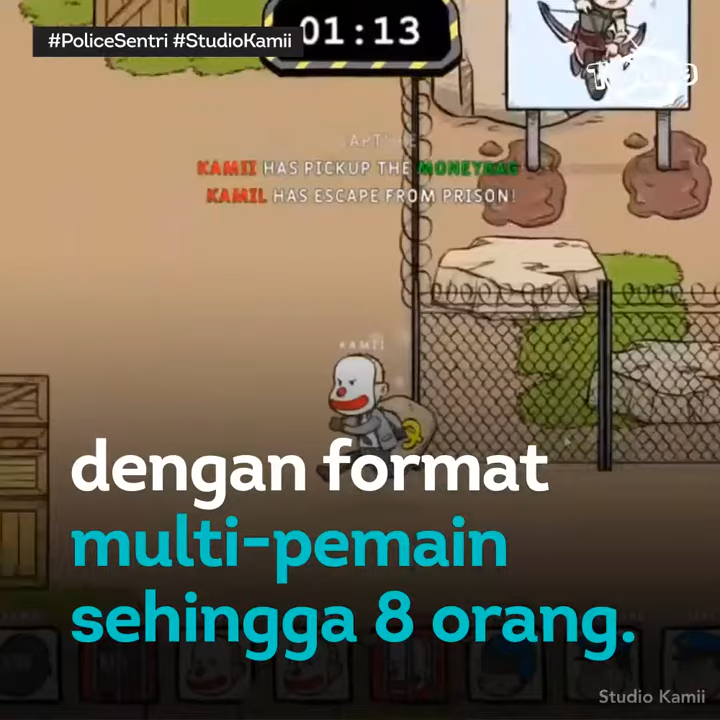 #PoliceSentri #StudioKamii
01:13
KAMII HAS PICKUP THE MONEYBAG
KAMIL HAS ESCAPE FROM PRISON!
KAMII
dengan format
multi-pemain
sehingga 8 orang.
Studio Kamii